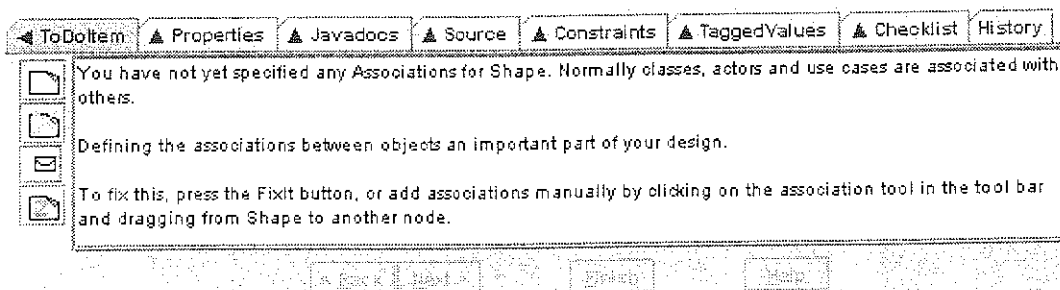 ToDoItem Properties Javadocs Source Constraints TaggedValues Checklist History
You have not yet specified any Associations for Shape. Normally classes, actors and use cases are associated with
others.
Defining the associations between objects an important part of your design.
To fix this, press the FixIt button, or add associations manually by clicking on the association tool in the tool bar
and dragging from Shape to another node.
< Back Next > Finish Help